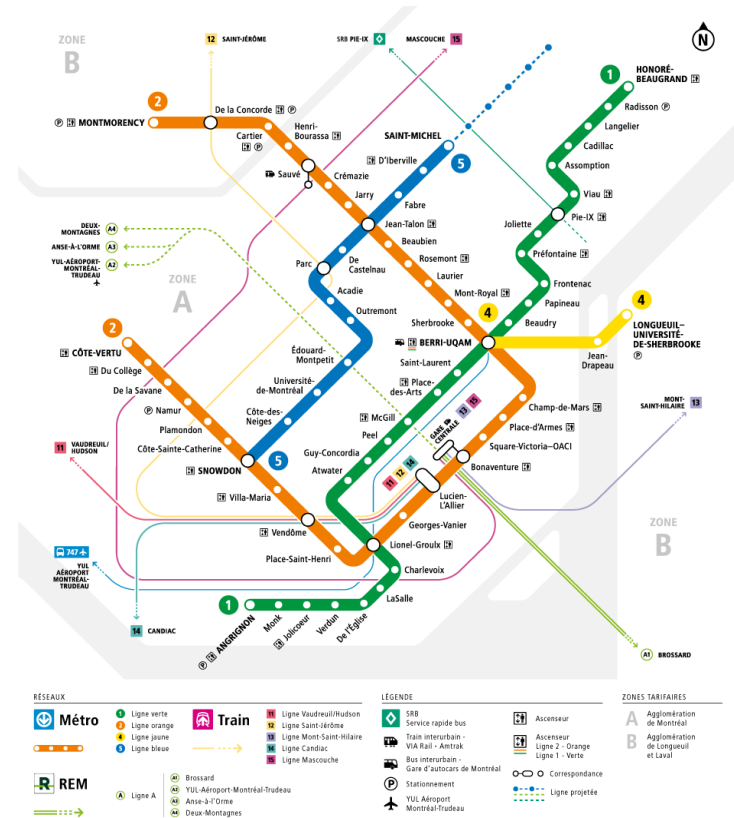 ZONE
B
12 SAINT-JÉRÔME
SRB PIE-IX
MASCOUCHE 15
N
1
HONORÉ-
BEAUGRAND
2
P MONTMORENCY
De la Concorde P
Cartier
P
Henri-
Bourassa
Radisson P
Langelier
Cadillac
Assomption
SAINT-MICHEL
5
D'Iberville
Sauvé
Crémazie
Jarry
Fabre
Viau
Pie-IX
Jean-Talon
Joliette
DEUX-
MONTAGNES A4
ANSE-À-L'ORME A3
YUL-AÉROPORT-
MONTRÉAL-
TRUDEAU A2
Beaubien
Rosemont
Préfontaine
Parc
De
Castelnau
ZONE
A
Laurier
Acadie
Mont-Royal
Frontenac
Outremont
Papineau
4
4
Sherbrooke
Beaudry
LONGUEUIL–
UNIVERSITÉ-
DE-SHERBROOKE
P
2
CÔTE-VERTU
BERRI-UQAM
Édouard-
Montpetit
Saint-Laurent
Jean-
Drapeau
Du Collège
Université-
de-Montréal
Place-
des-Arts
De la Savane
P Namur
Côte-des-
Neiges
McGill
Champ-de-Mars
MONT-
SAINT-HILAIRE 13
Plamondon
Peel
GARE
CENTRALE
13
15
Place-d'Armes
Côte-Sainte-Catherine
Guy-Concordia
Square-Victoria–OACI
11 VAUDREUIL/
HUDSON
SNOWDON
5
Atwater
Bonaventure
11
12
14
Villa-Maria
Lucien-
L'Allier
Vendôme
Georges-Vanier
ZONE
B
Place-Saint-Henri
Lionel-Groulx
747
YUL
AÉROPORT
MONTRÉAL-
TRUDEAU
Charlevoix
LaSalle
1
P ANGRIGNON
Monk
Jolicoeur
Verdun
De l'Église
14 CANDIAC
A1 BROSSARD
RÉSEAUX
Métro
1 Ligne verte
2 Ligne orange
4 Ligne jaune
5 Ligne bleue
Train
11 Ligne Vaudreuil/Hudson
12 Ligne Saint-Jérôme
13 Ligne Mont-Saint-Hilaire
14 Ligne Candiac
15 Ligne Mascouche
R REM
A Ligne A
A1 Brossard
A2 YUL-Aéroport-Montréal-Trudeau
A3 Anse-à-l'Orme
A4 Deux-Montagnes
LÉGENDE
SRB
Service rapide bus
Train interurbain -
VIA Rail - Amtrak
Bus interurbain -
Gare d'autocars de Montréal
P Stationnement
YUL Aéroport
Montréal-Trudeau
Ascenseur
Ascenseur
Ligne 2 - Orange
Ligne 1 - Verte
Correspondance
Ligne projetée
ZONES TARIFAIRES
A Agglomération
de Montréal
B Agglomération
de Longueuil
et Laval